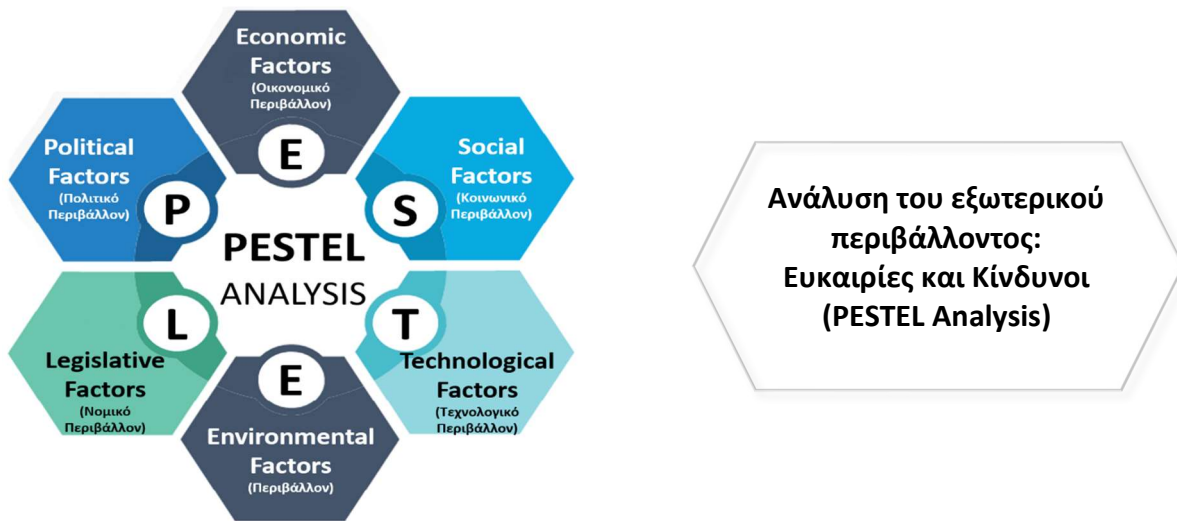 Economic
Factors
(Οικονομικό
Περιβάλλον)
E
Political
Factors
(Πολιτικό
Περιβάλλον)
P
Social
Factors
(Κοινωνικό
Περιβάλλον)
S
PESTEL
ANALYSIS
L
Legislative
Factors
(Νομικό
Περιβάλλον)
E
Environmental
Factors
(Περιβάλλον)
T
Technological
Factors
(Τεχνολογικό
Περιβάλλον)
Ανάλυση του εξωτερικού
περιβάλλοντος:
Ευκαιρίες και Κίνδυνοι
(PESTEL Analysis)